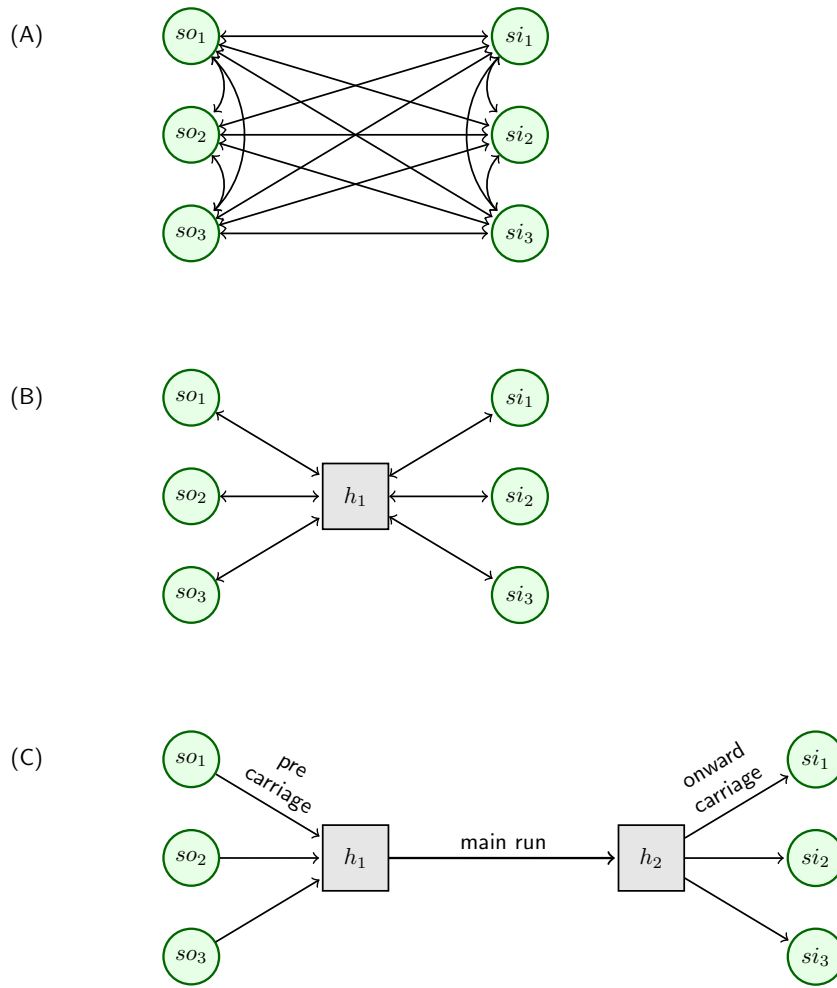 (A)
so₁
si₁
so₂
si₂
so₃
si₃
(B)
so₁
si₁
so₂
h₁
si₂
so₃
si₃
(C)
so₁
pre
carriage
onward
carriage
si₁
so₂
h₁
main run
h₂
si₂
so₃
si₃